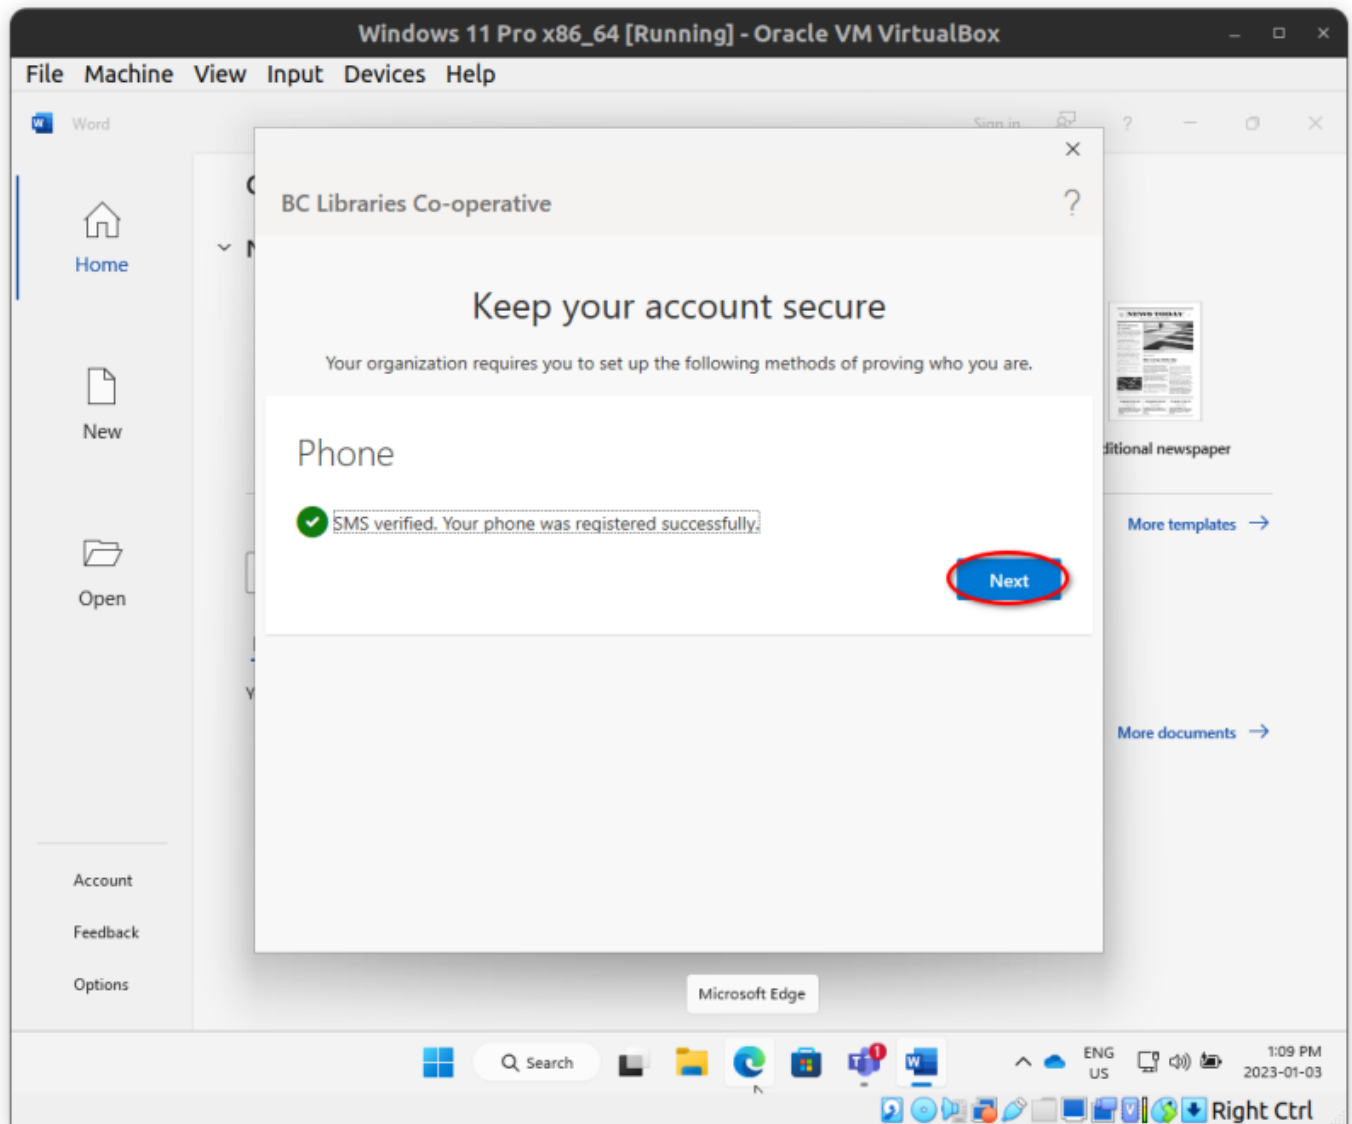 Windows 11 Pro x86_64 [Running] - Oracle VM VirtualBox
File Machine View Input Devices Help
Word
Sign in
BC Libraries Co-operative
Home
Keep your account secure
Your organization requires you to set up the following methods of proving who you are.
NEWS TODAY
New
Phone
ditional newspaper
SMS verified. Your phone was registered successfully.
More templates
Next
Open
More documents
Account
Feedback
Options
Microsoft Edge
Search
1
ENG
US
1:09 PM
2023-01-03
Right Ctrl